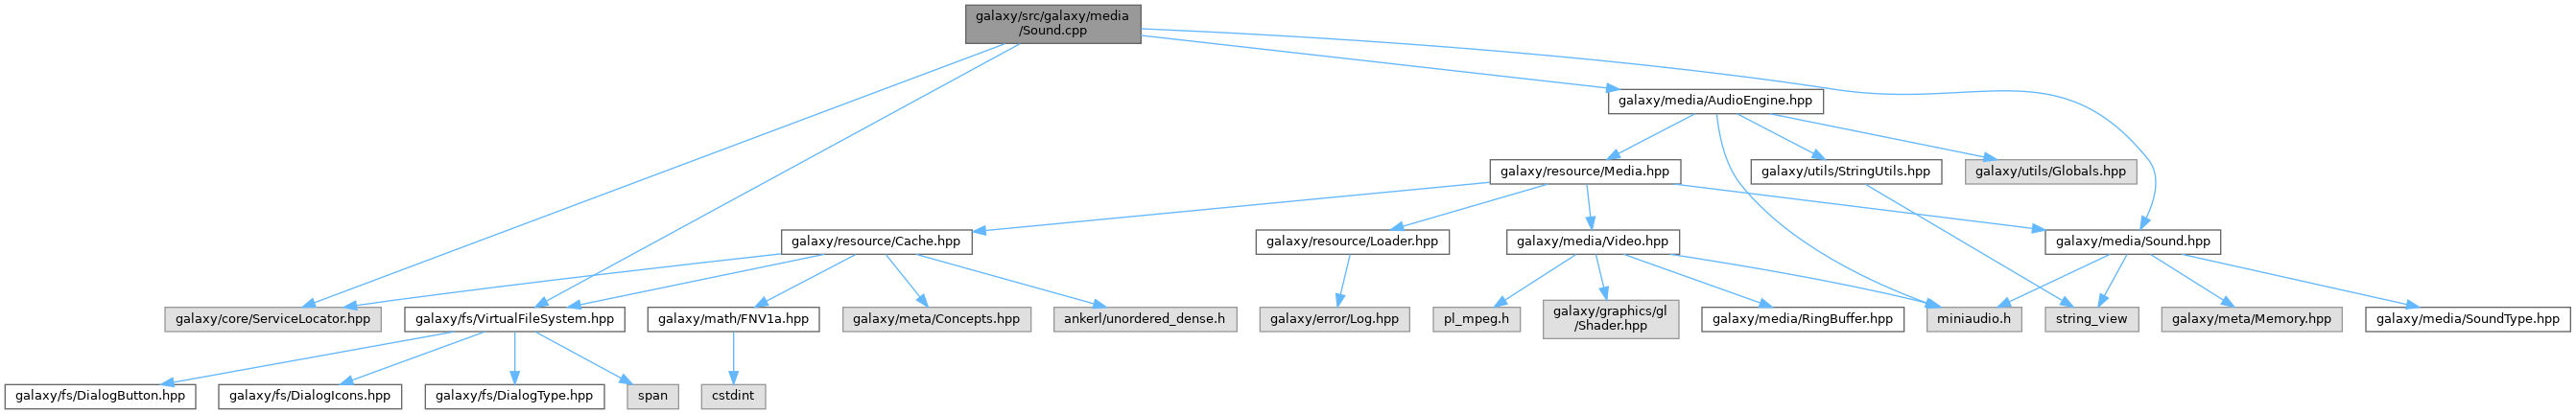 galaxy/src/galaxy/media
/Sound.cpp
galaxy/media/AudioEngine.hpp
galaxy/resource/Media.hpp
galaxy/utils/StringUtils.hpp
galaxy/utils/Globals.hpp
galaxy/resource/Cache.hpp
galaxy/resource/Loader.hpp
galaxy/media/Video.hpp
galaxy/media/Sound.hpp
galaxy/core/ServiceLocator.hpp
galaxy/fs/VirtualFileSystem.hpp
galaxy/math/FNV1a.hpp
galaxy/meta/Concepts.hpp
ankerl/unordered_dense.h
galaxy/error/Log.hpp
pl_mpeg.h
galaxy/graphics/gl
/Shader.hpp
galaxy/media/RingBuffer.hpp
miniaudio.h
string_view
galaxy/meta/Memory.hpp
galaxy/media/SoundType.hpp
galaxy/fs/DialogButton.hpp
galaxy/fs/DialogIcons.hpp
galaxy/fs/DialogType.hpp
span
cstdint